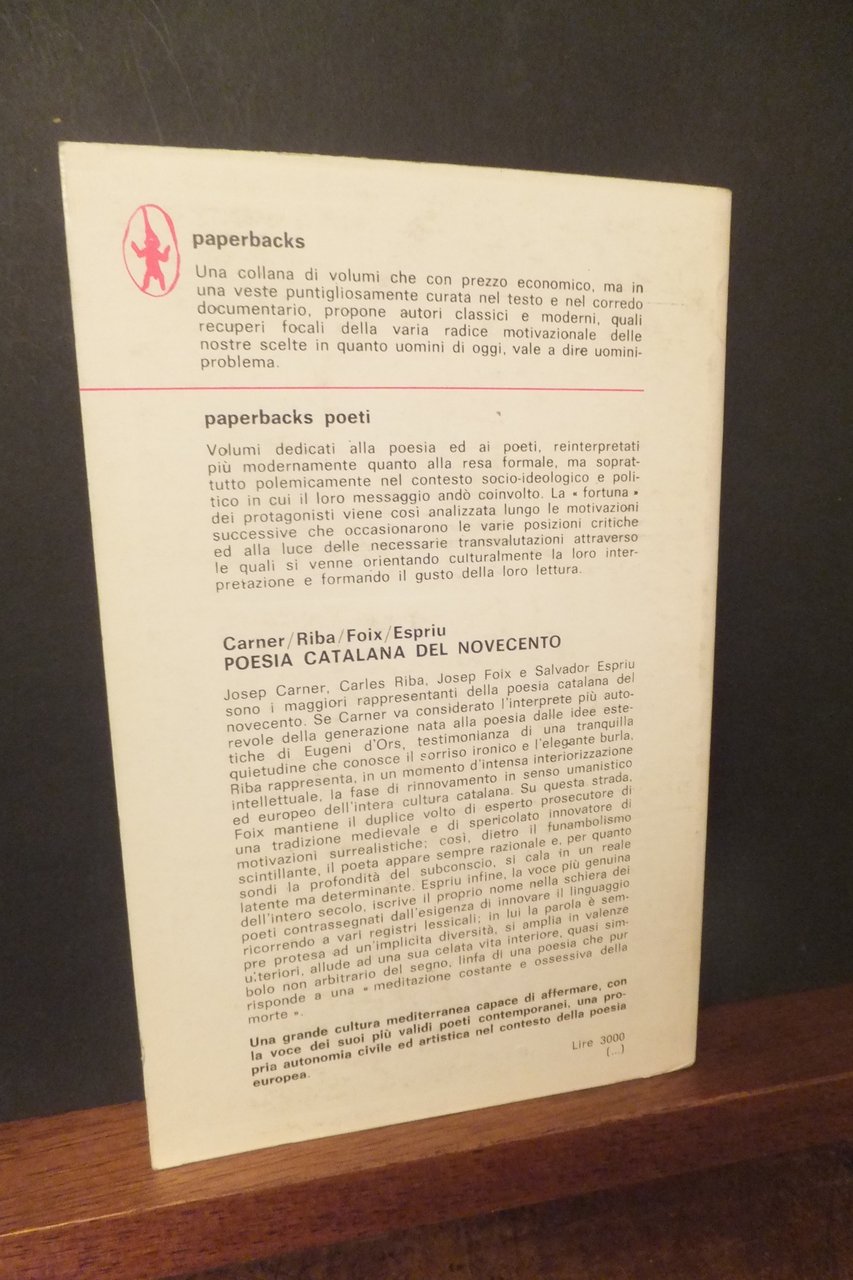 paperbacks
Una collana di volumi che con prezzo economico, ma in
una veste puntigliosamente curata nel testo e nel corredo
documentario, propone autori classici e moderni, quali
recuperi focali della varia radice motivazionale delle
nostre scelte in quanto uomini di oggi, vale a dire uomini-
problema.
paperbacks poeti
Volumi dedicati alla poesia ed ai poeti, reinterpretati
più modernamente quanto alla resa formale, ma soprat-
tutto polemicamente nel contesto socio-ideologico e poli-
tico in cui il loro messaggio andò coinvolto. La « fortuna »
dei protagonisti viene così analizzata lungo le motivazioni
successive che occasionarono le varie posizioni critiche
ed alla luce delle necessarie transvalutazioni attraverso
le quali si venne orientando culturalmente la loro inter-
pretazione e formando il gusto della loro lettura.
Carner/Riba/Foix/Espriu
POESIA CATALANA DEL NOVECENTO
Josep Carner, Carles Riba, Josep Foix e Salvador Espriu
sono i maggiori rappresentanti della poesia catalana del
novecento. Se Carner va considerato l'interprete più auto-
revole della generazione nata alla poesia dalle idee este-
tiche di Eugeni d'Ors, testimonianza di una tranquilla
quietudine che conosce il sorriso ironico e l'elegante burla,
Riba rappresenta, in un momento d'intensa interiorizzazione
intellettuale, la fase di rinnovamento in senso umanistico
ed europeo dell'intera cultura catalana. Su questa strada,
Foix mantiene il duplice volto di esperto prosecutore di
una tradizione medievale e di spericolato innovatore di
motivazioni surrealistiche; così, dietro il funambolismo
scintillante, il poeta appare sempre razionale e, per quanto
sondi la profondità del subconscio, si cala in un reale
latente ma determinante. Espriu infine, la voce più genuina
dell'intero secolo, iscrive il proprio nome nella schiera dei
poeti contrassegnati dall'esigenza di innovare il linguaggio
ricorrendo a vari registri lessicali; in lui la parola è sem-
pre protesa ad un'implicita diversità, si amplia in valenze
ulteriori, allude ad una sua celata vita interiore, quasi sim-
bolo non arbitrario del segno, linfa di una poesia che pur
risponde a una « meditazione costante e ossessiva della
morte ».
Una grande cultura mediterranea capace di affermare, con
la voce dei suoi più validi poeti contemporanei, una pro-
pria autonomia civile ed artistica nel contesto della poesia
europea.
Lire 3000
(...)